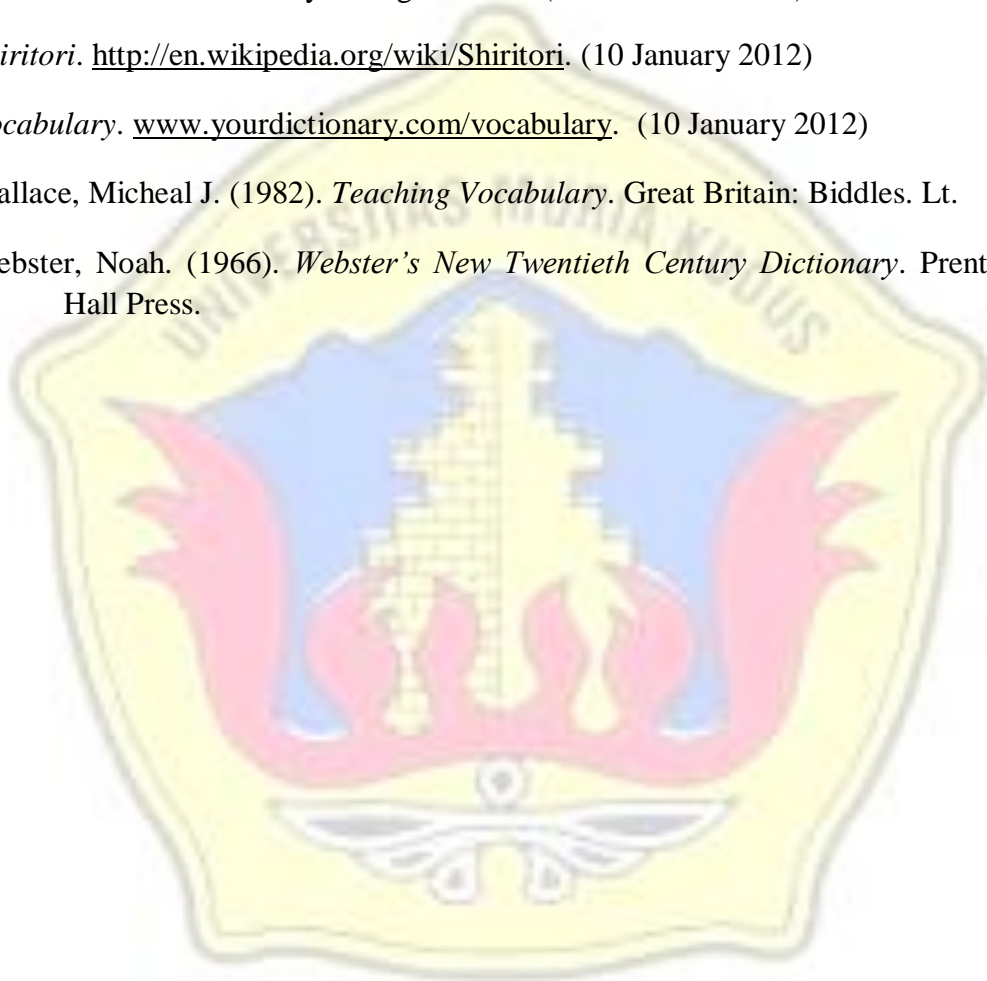 iritori. http://en.wikipedia.org/wiki/Shiritori. (10 January 2012)
ocabulary. www.yourdictionary.com/vocabulary. (10 January 2012)
allace, Micheal J. (1982). Teaching Vocabulary. Great Britain: Biddles. Lt.
ebster, Noah. (1966). Webster's New Twentieth Century Dictionary. Prent
Hall Press.
UNIVERSITAS MURIA KUDUS